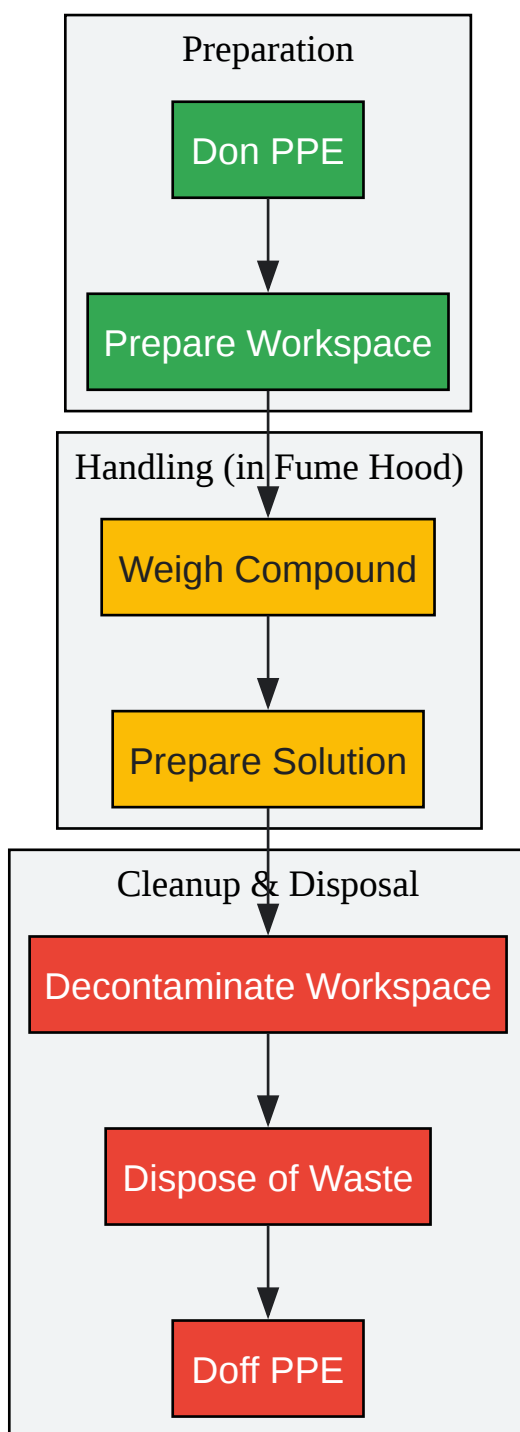 Preparation
Don PPE
Prepare Workspace
Handling (in Fume Hood)
Weigh Compound
Prepare Solution
Cleanup & Disposal
Decontaminate Workspace
Dispose of Waste
Doff PPE